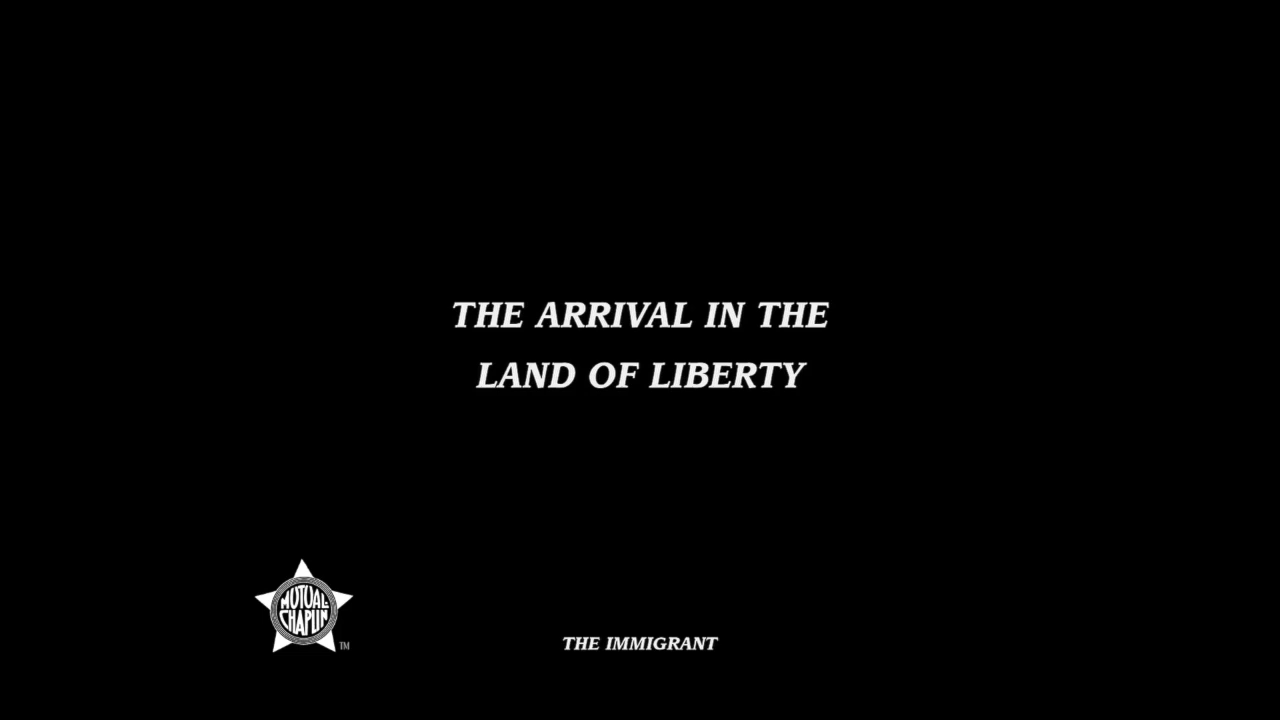 THE ARRIVAL IN THE
LAND OF LIBERTY
MUTUAL
CHAPLIN
TM
THE IMMIGRANT